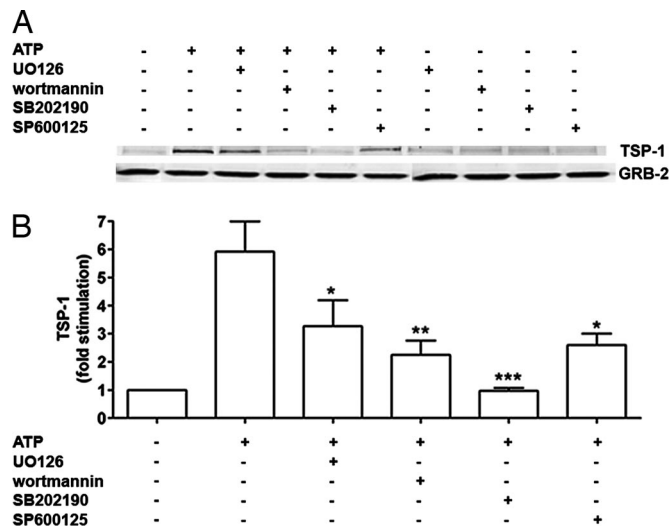 A
ATP - + + + + + - - - -
UO126 - - + - - - + - - -
wortmannin - - - + - - - + - -
SB202190 - - - - + - - - + -
SP600125 - - - - - + - - - +
TSP-1
GRB-2
B
TSP-1
(fold stimulation)
7
6
5
4
3
2
1
0
*
**
***
*
ATP - + + + + +
UO126 - - + - - -
wortmannin - - - + - -
SB202190 - - - - + -
SP600125 - - - - - +